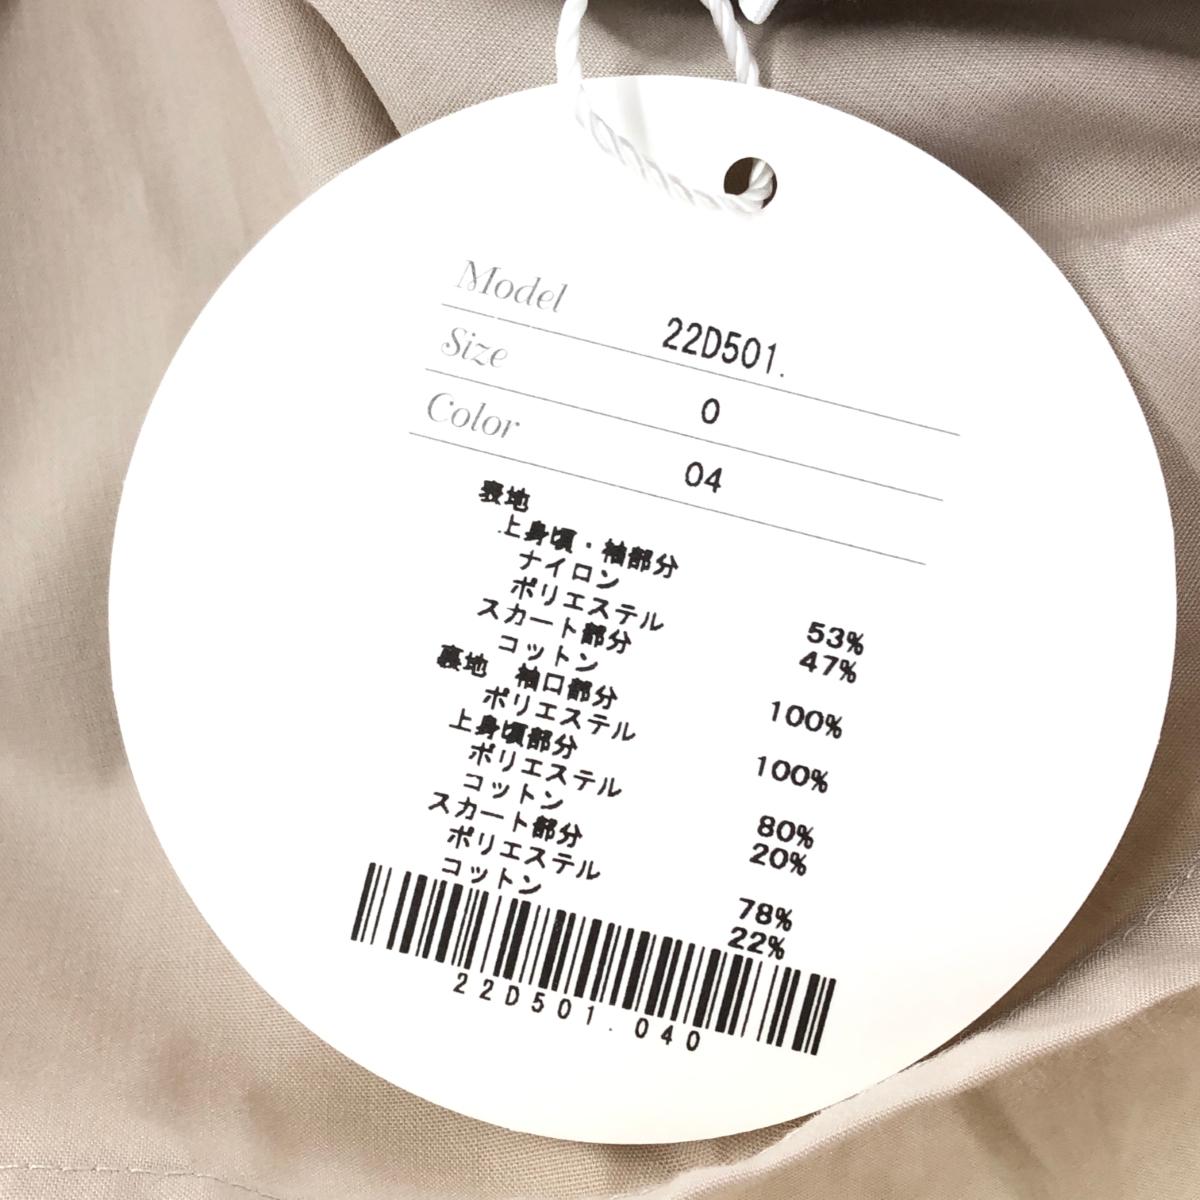 Model 22D501.
Size 0
Color 04
表地
上身頃・袖部分
ナイロン 53%
ポリエステル 47%
スカート部分
コットン 100%
裏地 袖口部分
ポリエステル 100%
上身頃部分
ポリエステル 80%
コットン 20%
スカート部分
ポリエステル 78%
コットン 22%
22D501.040